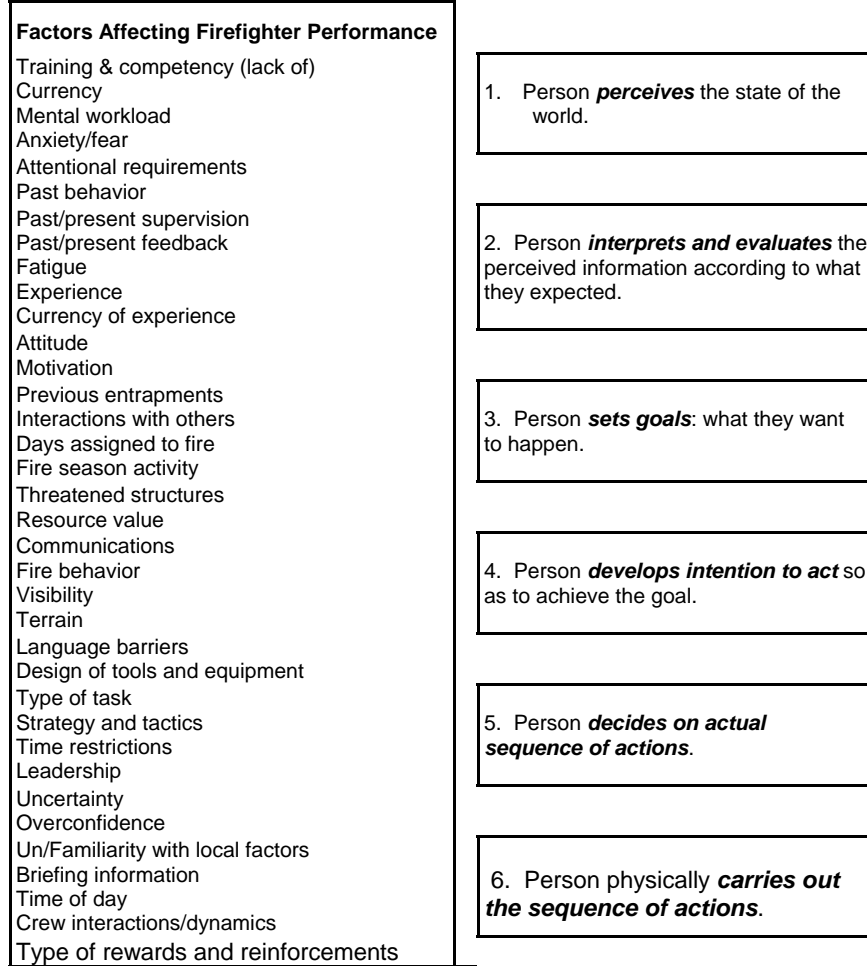 Factors Affecting Firefighter Performance
Training & competency (lack of)
Currency
Mental workload
Anxiety/fear
Attentional requirements
Past behavior
Past/present supervision
Past/present feedback
Fatigue
Experience
Currency of experience
Attitude
Motivation
Previous entrapments
Interactions with others
Days assigned to fire
Fire season activity
Threatened structures
Resource value
Communications
Fire behavior
Visibility
Terrain
Language barriers
Design of tools and equipment
Type of task
Strategy and tactics
Time restrictions
Leadership
Uncertainty
Overconfidence
Un/Familiarity with local factors
Briefing information
Time of day
Crew interactions/dynamics
Type of rewards and reinforcements
1. Person perceives the state of the
world.
2. Person interprets and evaluates the
perceived information according to what
they expected.
3. Person sets goals: what they want
to happen.
4. Person develops intention to act so
as to achieve the goal.
5. Person decides on actual
sequence of actions.
6. Person physically carries out
the sequence of actions.